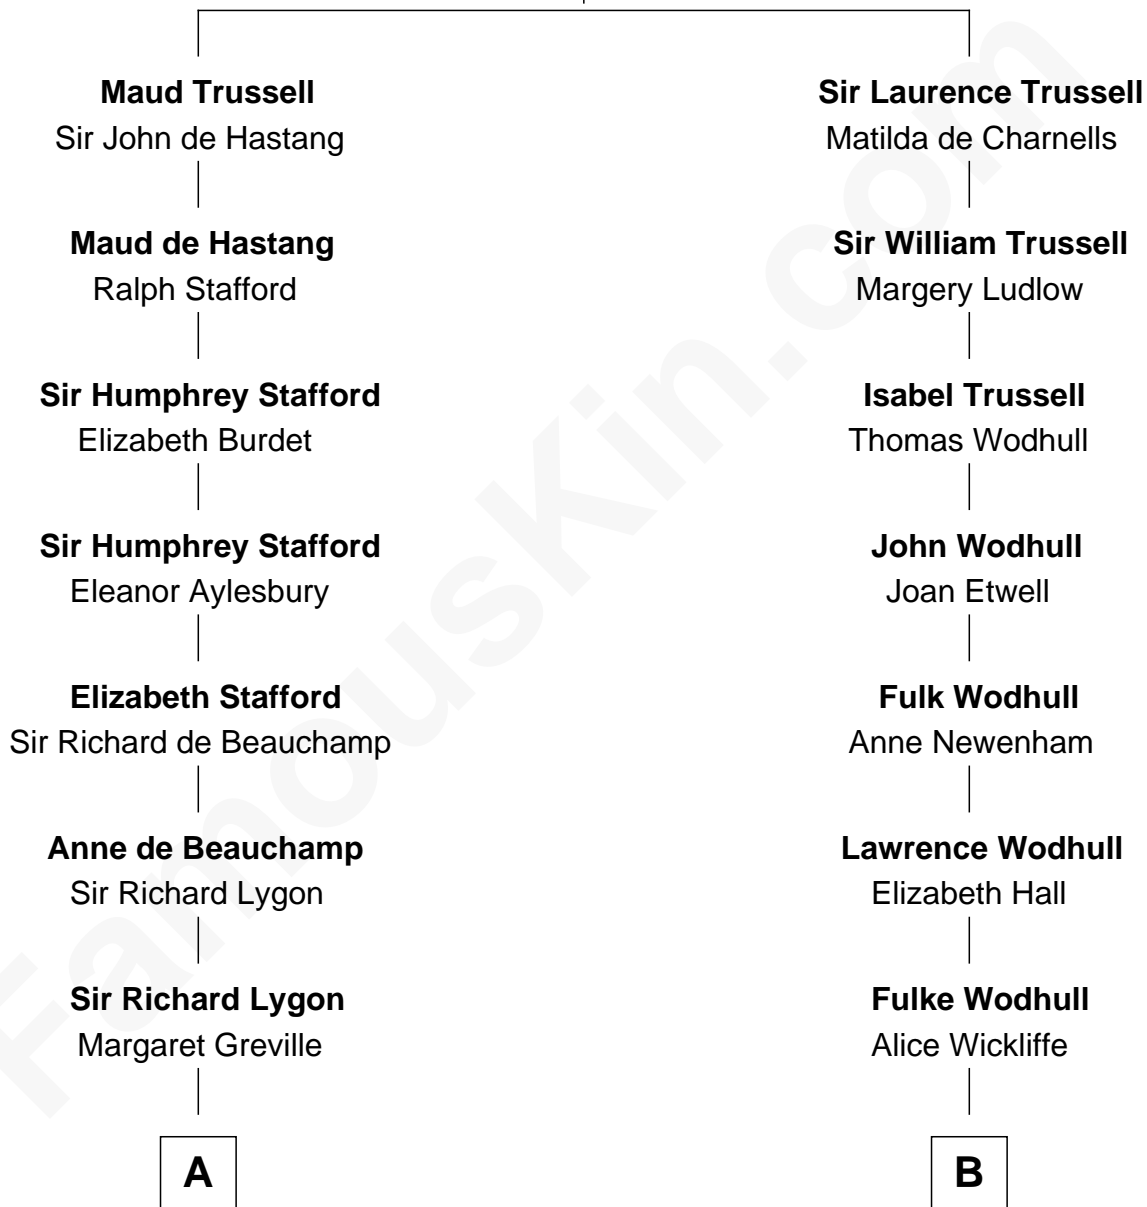 Maud Trussell
Sir John de Hastang
Maud de Hastang
Ralph Stafford
Sir Humphrey Stafford
Elizabeth Burdet
Sir Humphrey Stafford
Eleanor Aylesbury
Elizabeth Stafford
Sir Richard de Beauchamp
Anne de Beauchamp
Sir Richard Lygon
Sir Richard Lygon
Margaret Greville
A
Sir Laurence Trussell
Matilda de Charnells
Sir William Trussell
Margery Ludlow
Isabel Trussell
Thomas Wodhull
John Wodhull
Joan Etwell
Fulk Wodhull
Anne Newenham
Lawrence Wodhull
Elizabeth Hall
Fulke Wodhull
Alice Wickliffe
B
FamousKin.com